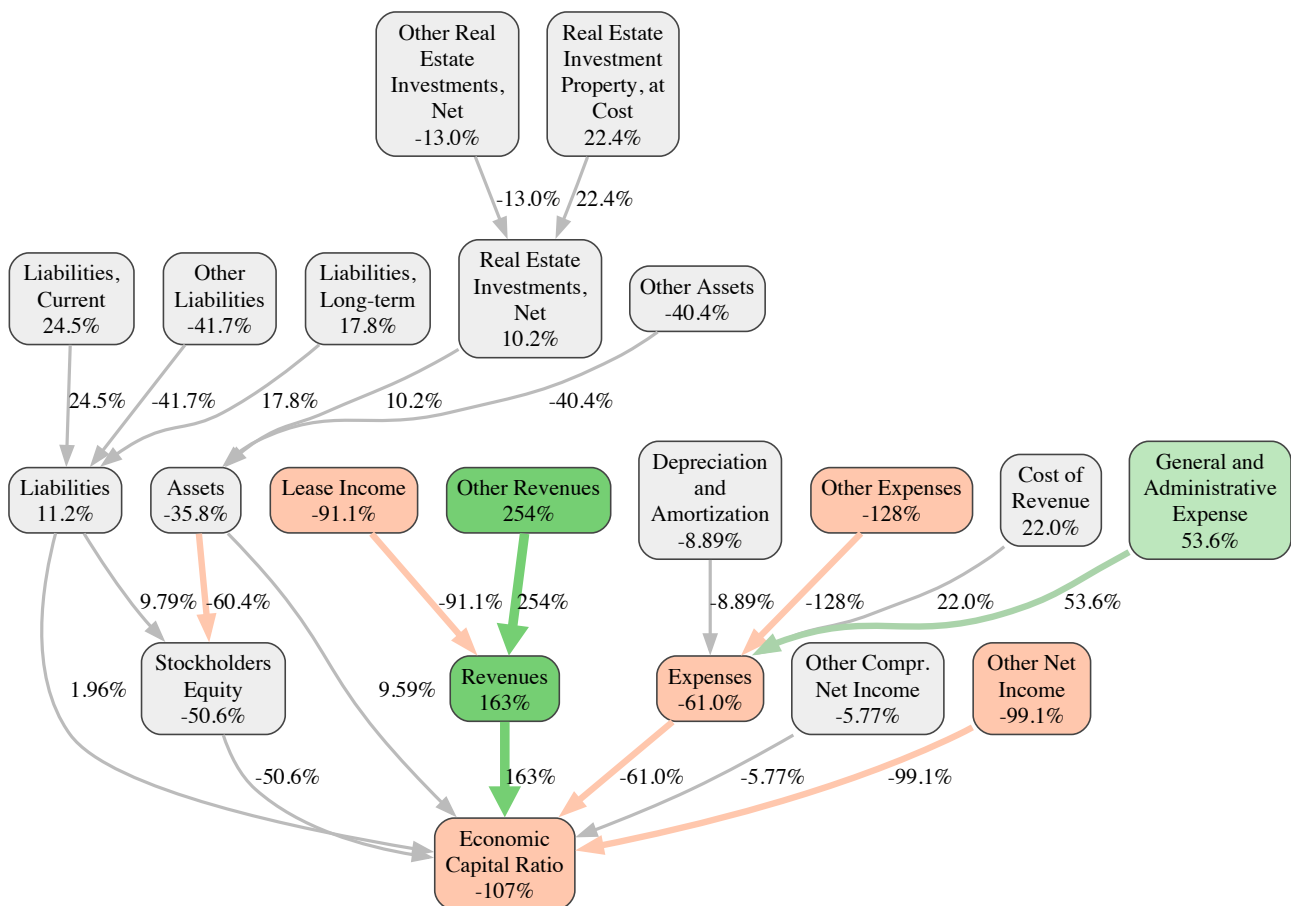 Other Real
Estate
Investments,
Net
-13.0%
Real Estate
Investment
Property, at
Cost
22.4%
-13.0%
22.4%
Liabilities,
Current
24.5%
Other
Liabilities
-41.7%
Liabilities,
Long-term
17.8%
Real Estate
Investments,
Net
10.2%
Other Assets
-40.4%
24.5%
-41.7%
17.8%
10.2%
-40.4%
Liabilities
11.2%
Assets
-35.8%
Lease Income
-91.1%
Other Revenues
254%
Depreciation
and
Amortization
-8.89%
Other Expenses
-128%
Cost of
Revenue
22.0%
General and
Administrative
Expense
53.6%
9.79%
-60.4%
-91.1%
254%
-8.89%
-128%
22.0%
53.6%
Stockholders
Equity
-50.6%
Revenues
163%
Expenses
-61.0%
Other Compr.
Net Income
-5.77%
Other Net
Income
-99.1%
1.96%
9.59%
-50.6%
163%
-61.0%
-5.77%
-99.1%
Economic
Capital Ratio
-107%